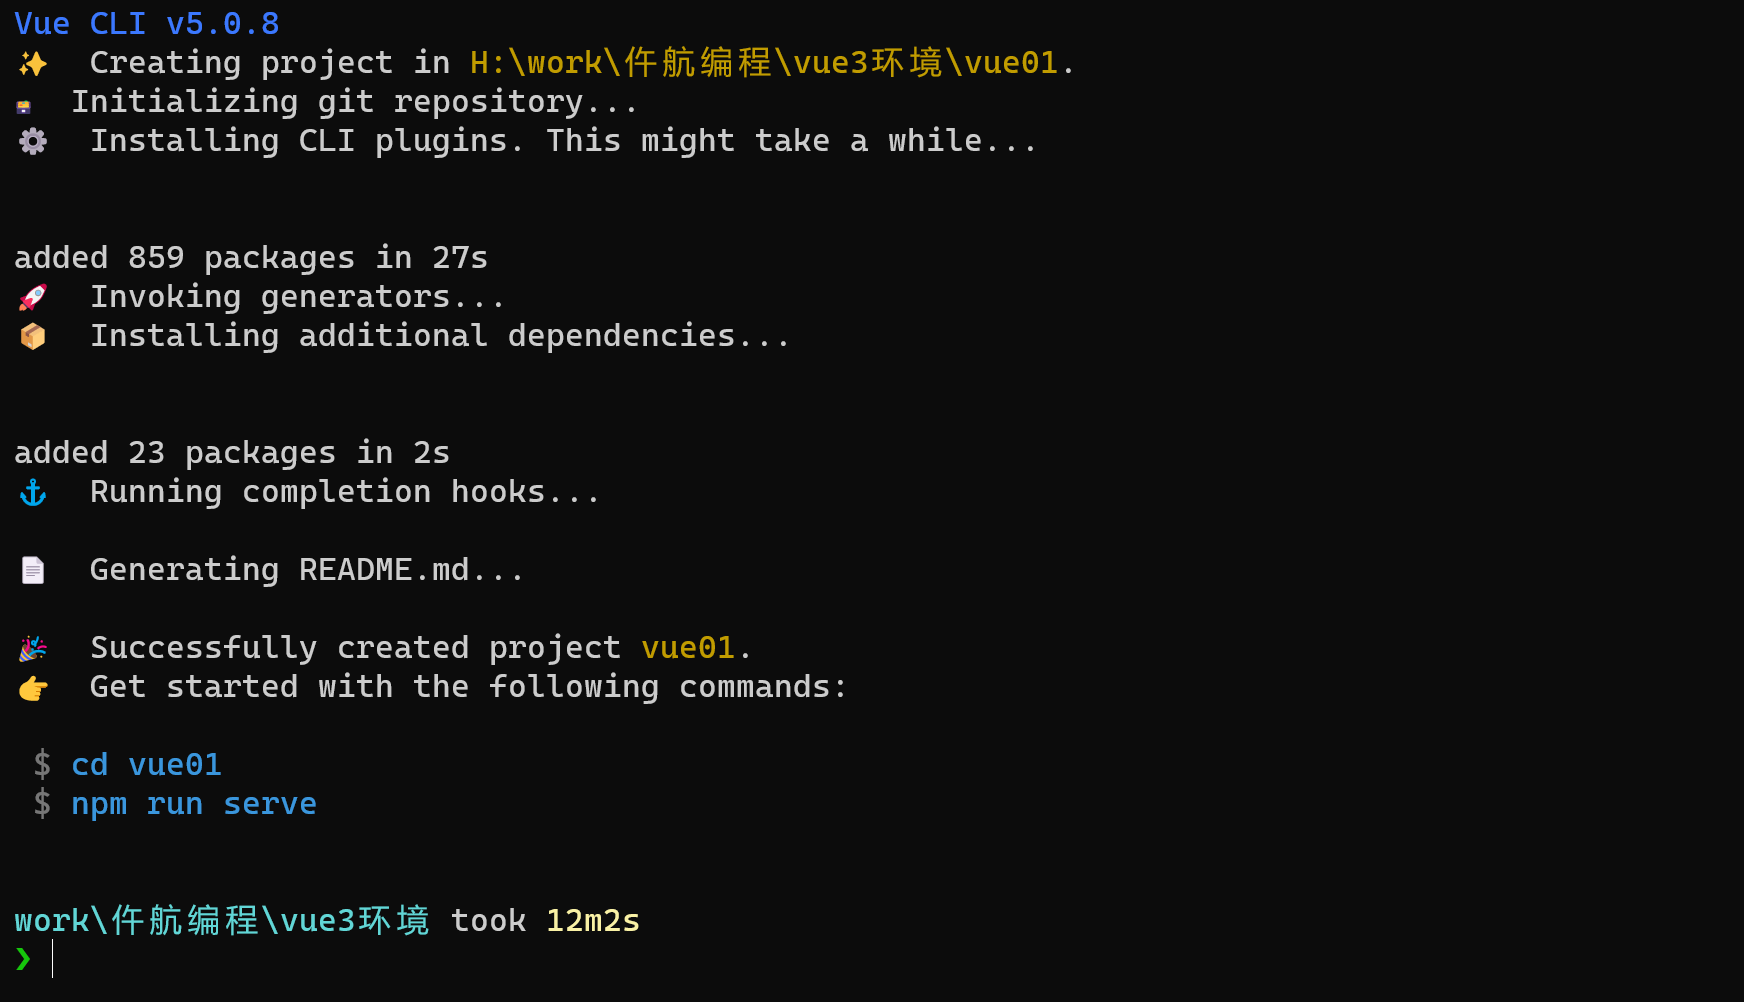 Vue CLI v5.0.8
✨  Creating project in H:\work\仵航编程\vue3环境\vue01.
🗃  Initializing git repository...
⚙️  Installing CLI plugins. This might take a while...
added 859 packages in 27s
🚀  Invoking generators...
📦  Installing additional dependencies...
added 23 packages in 2s
⚓  Running completion hooks...
📄  Generating README.md...
🎉  Successfully created project vue01.
👉  Get started with the following commands:
$ cd vue01
$ npm run serve
work\仵航编程\vue3环境 took 12m2s
❯